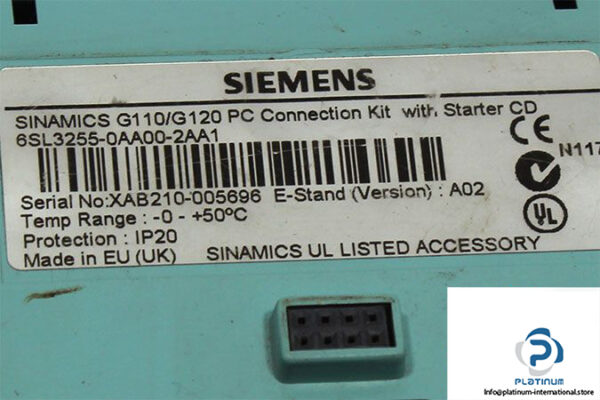 SIEMENS
SINAMICS G110/G120 PC Connection Kit with Starter CD
6SL3255-0AA00-2AA1
CE
N117
Serial No:XAB210-005696 E-Stand (Version) : A02
Temp Range : -0 - +50ºC
UL
Protection : IP20
SINAMICS UL LISTED ACCESSORY
Made in EU (UK)
PLATINUM
info@platinum-international.store